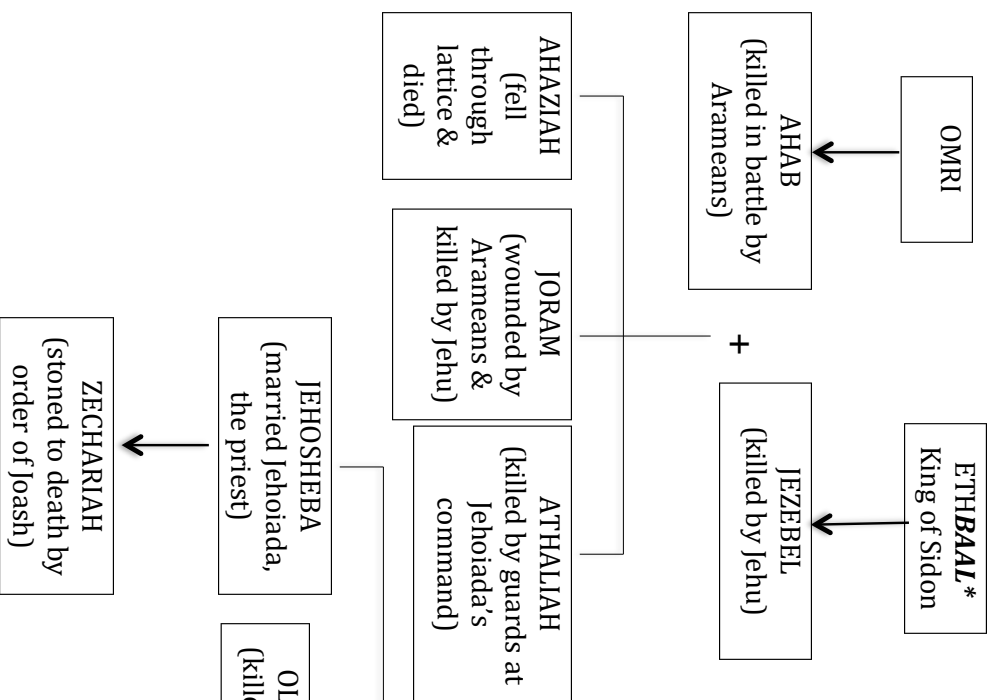 OMRI
ETHBAAL*
King of Sidon
AHAB
(killed in battle by
Arameans)
+
JEZEBEL
(killed by Jehu)
AHAZIAH
(fell
through
lattice &
died)
JORAM
(wounded by
Arameans &
killed by Jehu)
ATHALIAH
(killed by guards at
Jehoiada's
command)
JEHOSHEBA
(married Jehoiada,
the priest)
ZECHARIAH
(stoned to death by
order of Joash)